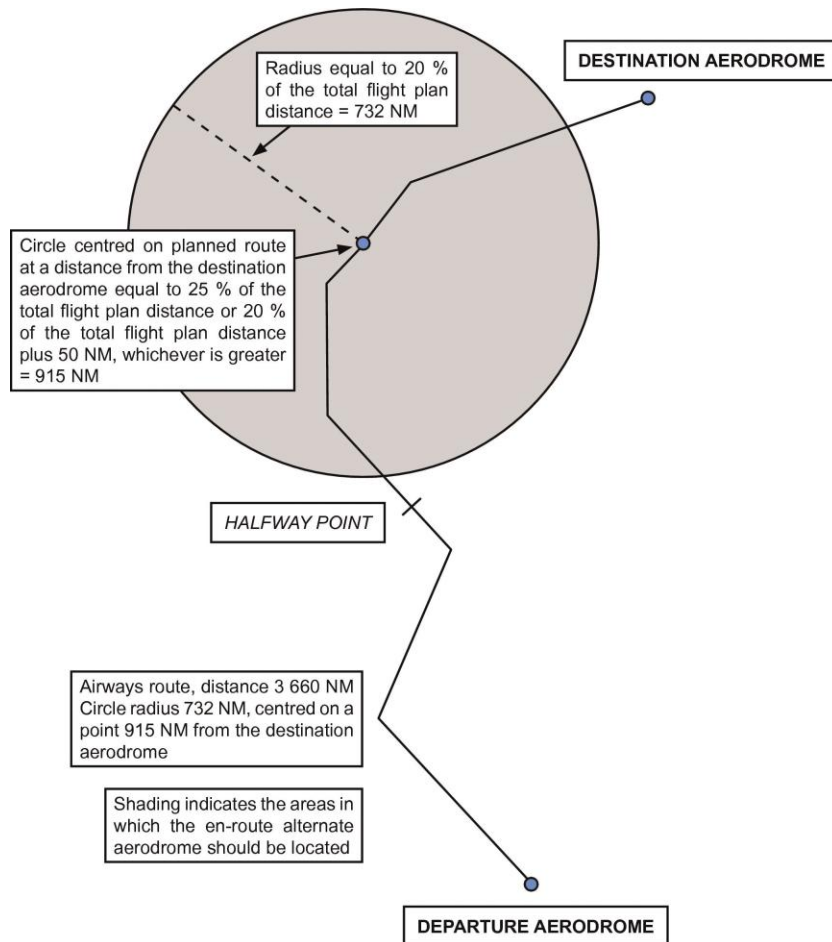 DESTINATION AERODROME
Radius equal to 20 %
of the total flight plan
distance = 732 NM
Circle centred on planned route
at a distance from the destination
aerodrome equal to 25 % of the
total flight plan distance or 20 %
of the total flight plan distance
plus 50 NM, whichever is greater
= 915 NM
HALFWAY POINT
Airways route, distance 3 660 NM
Circle radius 732 NM, centred on a
point 915 NM from the destination
aerodrome
Shading indicates the areas in
which the en-route alternate
aerodrome should be located
DEPARTURE AERODROME